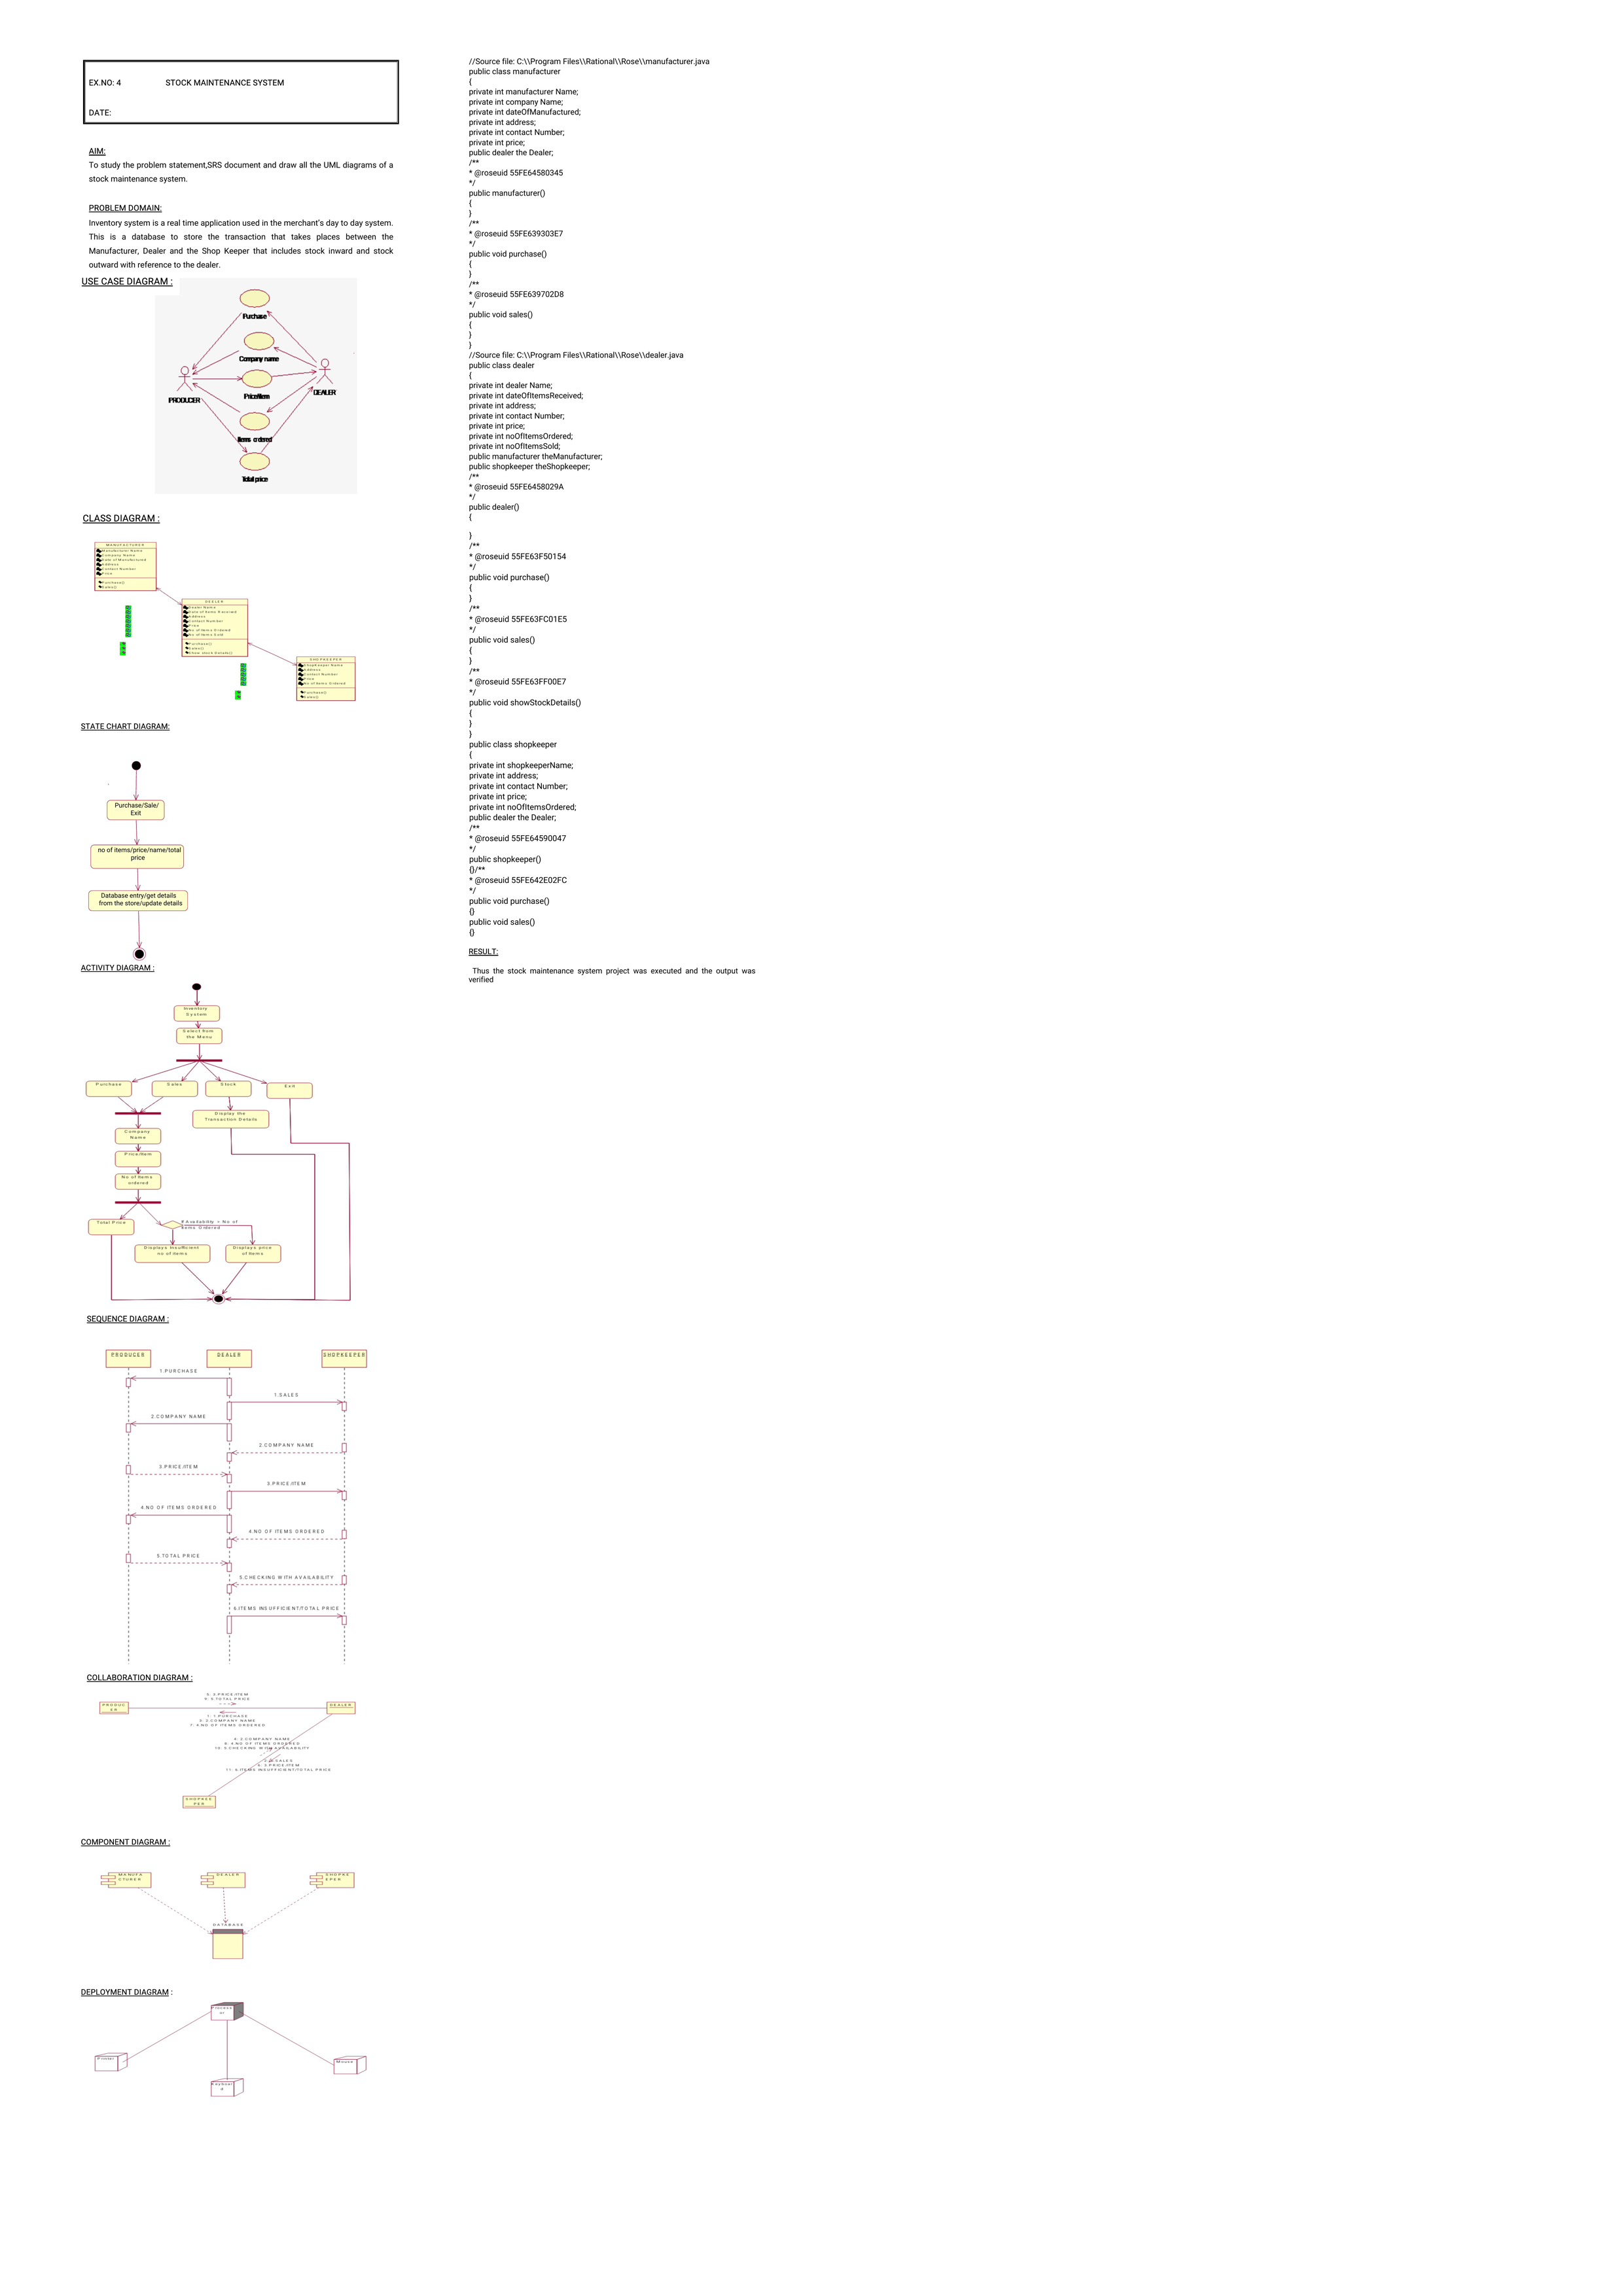 EX.NO: 4 STOCK MAINTENANCE SYSTEM
DATE:
AIM:
To study the problem statement,SRS document and draw all the UML diagrams of a
stock maintenance system.
PROBLEM DOMAIN:
Inventory system is a real time application used in the merchant's day to day system.
This is a database to store the transaction that takes places between the
Manufacturer, Dealer and the Shop Keeper that includes stock inward and stock
outward with reference to the dealer.
USE CASE DIAGRAM :
Purchase
Company name
PRODUCER
DEALER
Price/Item
Items ordered
Total price
CLASS DIAGRAM :
MANUFACTURER
Manufacturer Name
Company Name
Date of Manufactured
Address
Contact Number
Price
Purchase()
Sales()
DEALER
Dealer Name
Date of Items Received
Address
Contact Number
Price
No of Items Ordered
No of Items Sold
Purchase()
Sales()
Show Stock Details()
SHOPKEEPER
ShopKeeper Name
Address
Contact Number
Price
No of Items Ordered
Purchase()
Sales()
STATE CHART DIAGRAM:
Purchase/Sale/
Exit
no of items/price/name/total
price
Database entry/get details
from the store/update details
ACTIVITY DIAGRAM :
Inventory
System
Select from
the Menu
Purchase
Sales
Stock
Exit
Display the
Transaction Details
Company
Name
Price/Item
No of Items
ordered
Total Price
If Availability < No of
Items Ordered
Displays Insufficient
no of Items
Displays price
of Items
SEQUENCE DIAGRAM :
PRODUCER
DEALER
SHOPKEEPER
1.PURCHASE
1.SALES
2.COMPANY NAME
2.COMPANY NAME
3.PRICE/ITEM
3.PRICE/ITEM
4.NO OF ITEMS ORDERED
4.NO OF ITEMS ORDERED
5.TOTAL PRICE
5.CHECKING WITH AVAILABILITY
6.ITEMS INSUFFICIENT/TOTAL PRICE
COLLABORATION DIAGRAM :
5: 3.PRICE/ITEM
9: 5.TOTAL PRICE
PRODUC
ER
DEALER
1: 1.PURCHASE
3: 2.COMPANY NAME
7: 4.NO OF ITEMS ORDERED
4: 2.COMPANY NAME
8: 4.NO OF ITEMS ORDERED
10: 5.CHECKING WITH AVAILABILITY
2: 1.SALES
6: 3.PRICE/ITEM
11: 6.ITEMS INSUFFICIENT/TOTAL PRICE
SHOPKEE
PER
COMPONENT DIAGRAM :
MANUFA
CTURER
DEALER
SHOPKE
EPER
DATABASE
DEPLOYMENT DIAGRAM :
Process
or
Printer
Mouse
Keyboar
d
//Source file: C:\\Program Files\\Rational\\Rose\\manufacturer.java
public class manufacturer
{
private int manufacturer Name;
private int company Name;
private int dateOfManufactured;
private int address;
private int contact Number;
private int price;
public dealer the Dealer;
/**
* @roseuid 55FE64580345
*/
public manufacturer()
{
}
/**
* @roseuid 55FE639303E7
*/
public void purchase()
{
}
/**
* @roseuid 55FE639702D8
*/
public void sales()
{
}
}
//Source file: C:\\Program Files\\Rational\\Rose\\dealer.java
public class dealer
{
private int dealer Name;
private int dateOfItemsReceived;
private int address;
private int contact Number;
private int price;
private int noOfItemsOrdered;
private int noOfItemsSold;
public manufacturer theManufacturer;
public shopkeeper theShopkeeper;
/**
* @roseuid 55FE6458029A
*/
public dealer()
{
}
/**
* @roseuid 55FE63F50154
*/
public void purchase()
{
}
/**
* @roseuid 55FE63FC01E5
*/
public void sales()
{
}
/**
* @roseuid 55FE63FF00E7
*/
public void showStockDetails()
{
}
}
public class shopkeeper
{
private int shopkeeperName;
private int address;
private int contact Number;
private int price;
private int noOfItemsOrdered;
public dealer the Dealer;
/**
* @roseuid 55FE64590047
*/
public shopkeeper()
{}/**
* @roseuid 55FE642E02FC
*/
public void purchase()
{}
public void sales()
{}
RESULT:
Thus the stock maintenance system project was executed and the output was
verified